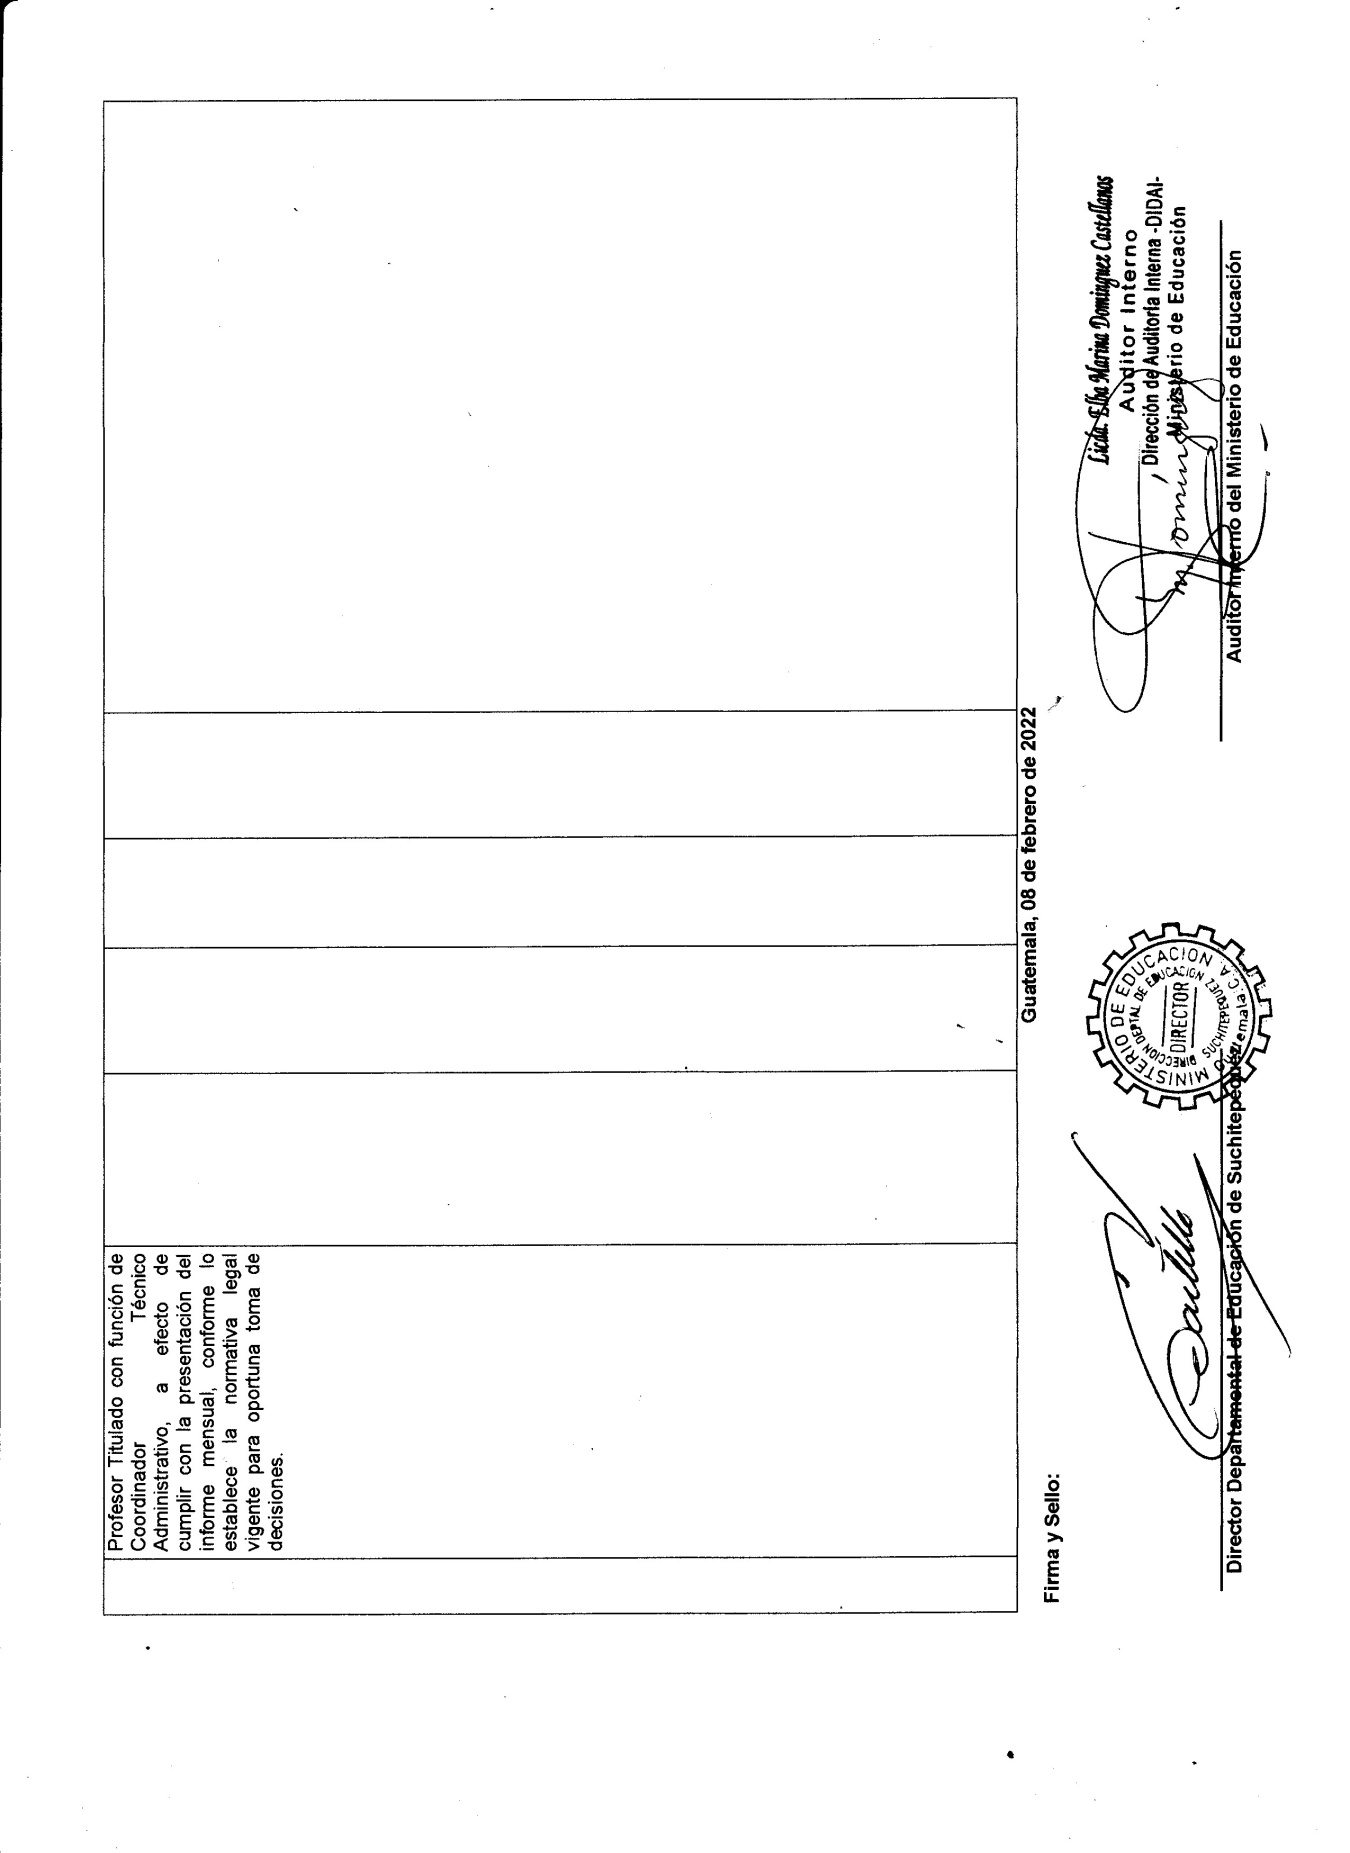 Profesor Titulado con función de
Coordinador Técnico
Administrativo, a efecto de
cumplir con la presentación del
informe mensual, conforme lo
establece la normativa legal
vigente para oportuna toma de
decisiones.
Guatemala, 08 de febrero de 2022
Firma y Sello:
Castillo
MINISTERIO DE EDUCACION
DIRECCION DEPTAL DE EDUCACION
DIRECTOR
SUCHITEPEQUEZ
Guatemala, C. A.
Director Departamental de Educación de Suchitepéquez
Licda. Elba Marina Dominguez Castellanos
Auditor Interno
Dirección de Auditoría Interna -DIDAI-
Ministerio de Educación
Auditor Interno del Ministerio de Educación